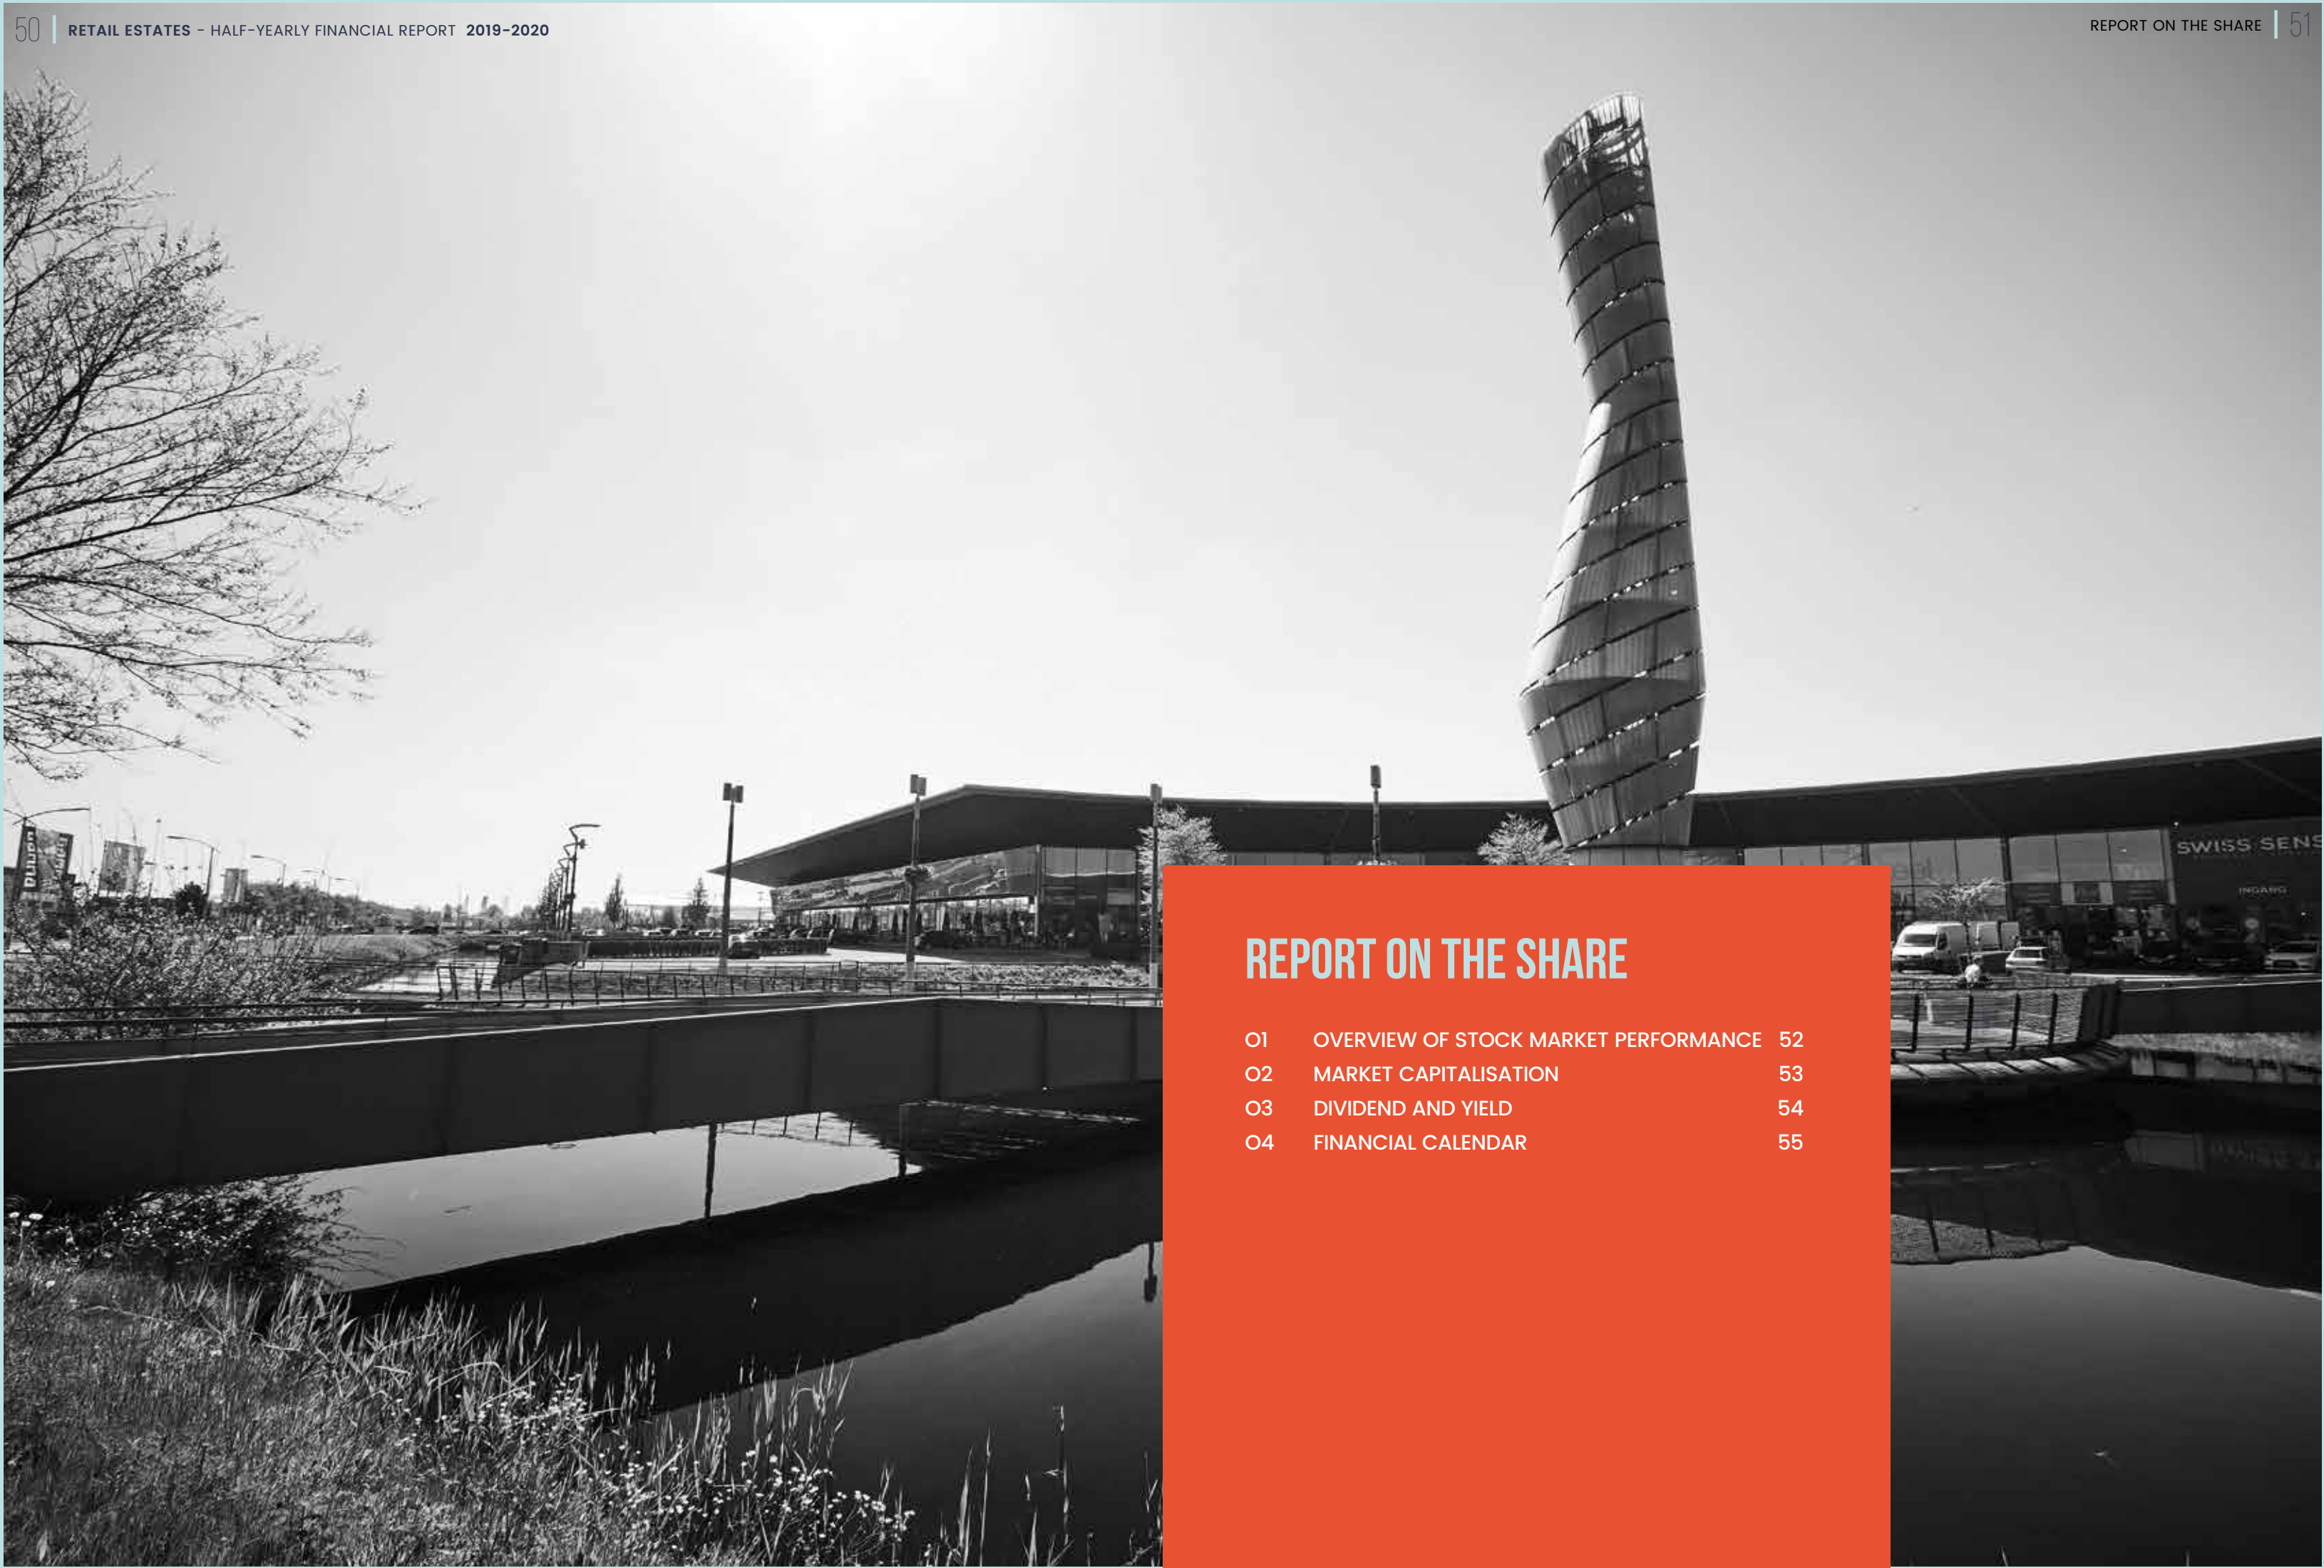 50 RETAIL ESTATES - HALF-YEARLY FINANCIAL REPORT 2019-2020
REPORT ON THE SHARE 51
SWISS SENS
INGANG
REPORT ON THE SHARE
01 OVERVIEW OF STOCK MARKET PERFORMANCE 52
02 MARKET CAPITALISATION 53
03 DIVIDEND AND YIELD 54
04 FINANCIAL CALENDAR 55